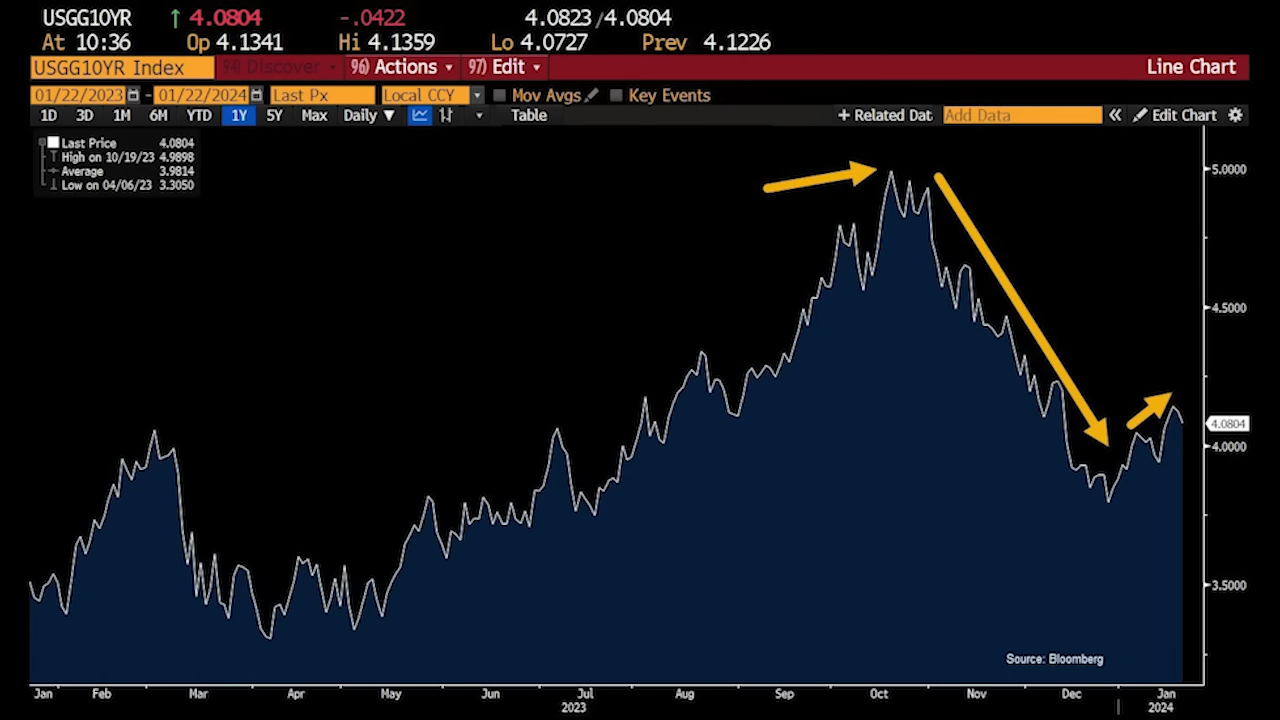 USGG10YR ↑ 4.0804 -.0422 4.0823/4.0804
At 10:36 Op 4.1341 Hi 4.1359 Lo 4.0727 Prev 4.1226
USGG10YR Index 94) Discover 96) Actions 97) Edit Line Chart
01/22/2023 - 01/22/2024 Last Px Local CCY Mov Avgs Key Events
1D 3D 1M 6M YTD 1Y 5Y Max Daily ▼ Table + Related Dat Add Data « Edit Chart
Last Price 4.0804
High on 10/19/23 4.9898
Average 3.9814
Low on 04/06/23 3.3050
5.0000
4.5000
4.0804
4.0000
3.5000
Source: Bloomberg
Jan Feb Mar Apr May Jun Jul Aug Sep Oct Nov Dec Jan
2023 2024